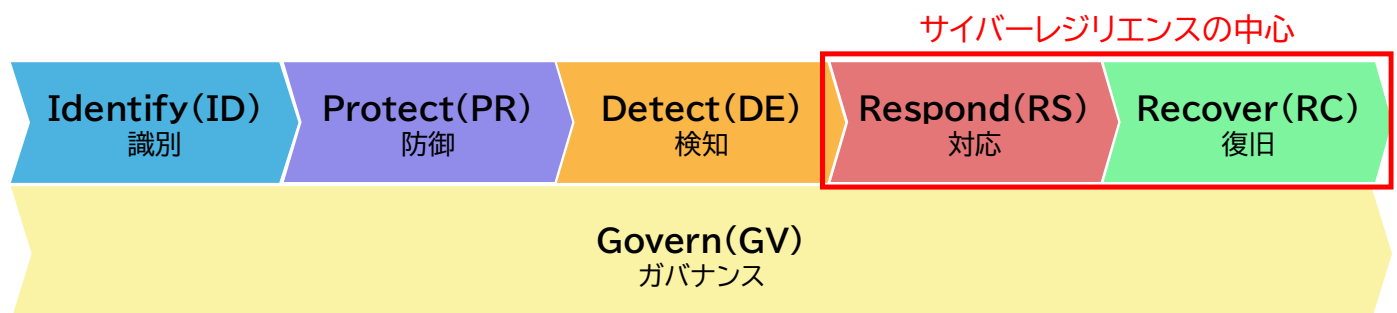 サイバーレジリエンスの中心
Identify(ID)
識別
Protect(PR)
防御
Detect(DE)
検知
Respond(RS)
対応
Recover(RC)
復旧
Govern(GV)
ガバナンス